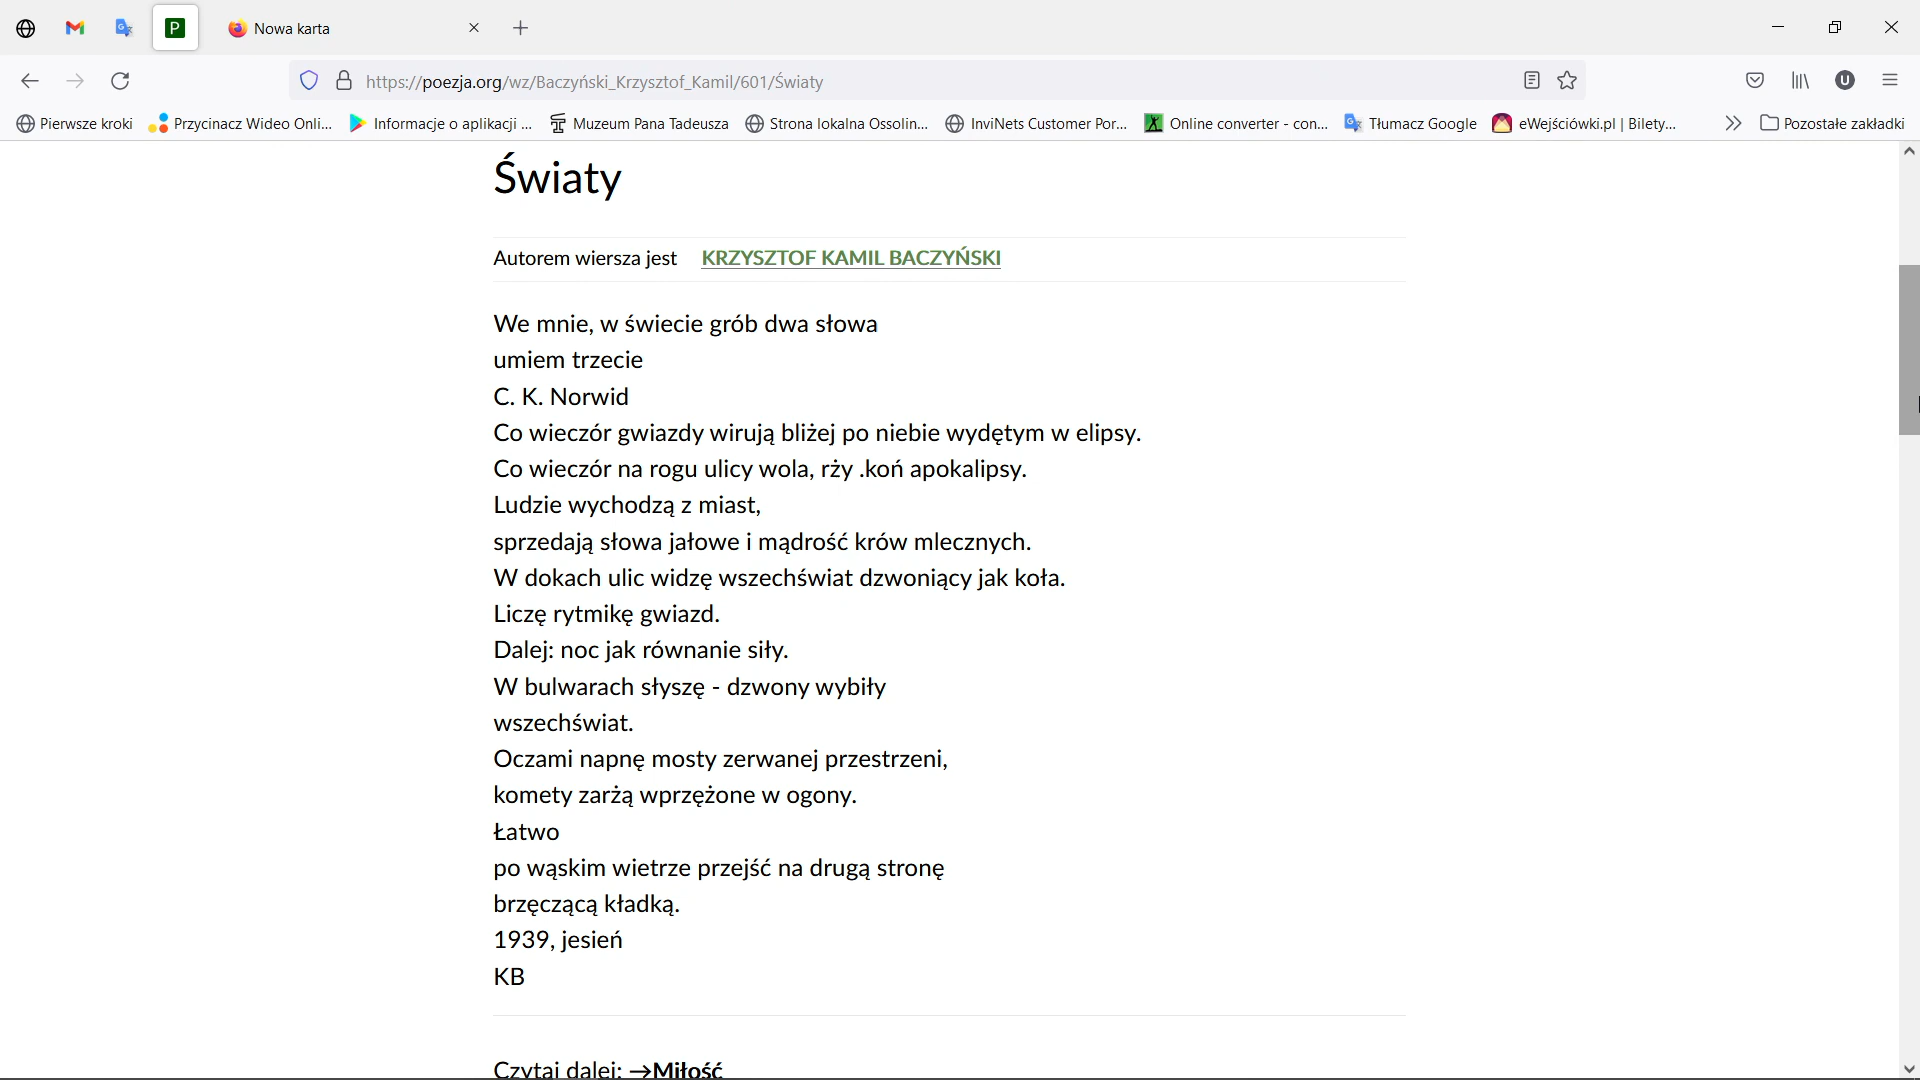 P
Nowa karta
https://poezja.org/wz/Baczyński_Krzysztof_Kamil/601/Światy
U
Pierwsze kroki
Przycinacz Wideo Onli...
Informacje o aplikacji ...
Muzeum Pana Tadeusza
Strona lokalna Ossolin...
InviNets Customer Por...
Online converter - con...
Tłumacz Google
eWejściówki.pl | Bilety...
Pozostałe zakładki
Światy
Autorem wiersza jest KRZYSZTOF KAMIL BACZYŃSKI
We mnie, w świecie grób dwa słowa
umiem trzecie
C. K. Norwid
Co wieczór gwiazdy wirują bliżej po niebie wydętym w elipsy.
Co wieczór na rogu ulicy wola, rży .koń apokalipsy.
Ludzie wychodzą z miast,
sprzedają słowa jałowe i mądrość krów mlecznych.
W dokach ulic widzę wszechświat dzwoniący jak koła.
Liczę rytmikę gwiazd.
Dalej: noc jak równanie siły.
W bulwarach słyszę - dzwony wybiły
wszechświat.
Oczami napnę mosty zerwanej przestrzeni,
komety zarżą wprzężone w ogony.
Łatwo
po wąskim wietrze przejść na drugą stronę
brzęczącą kładką.
1939, jesień
KB
Czytaj dalej: →Miłość